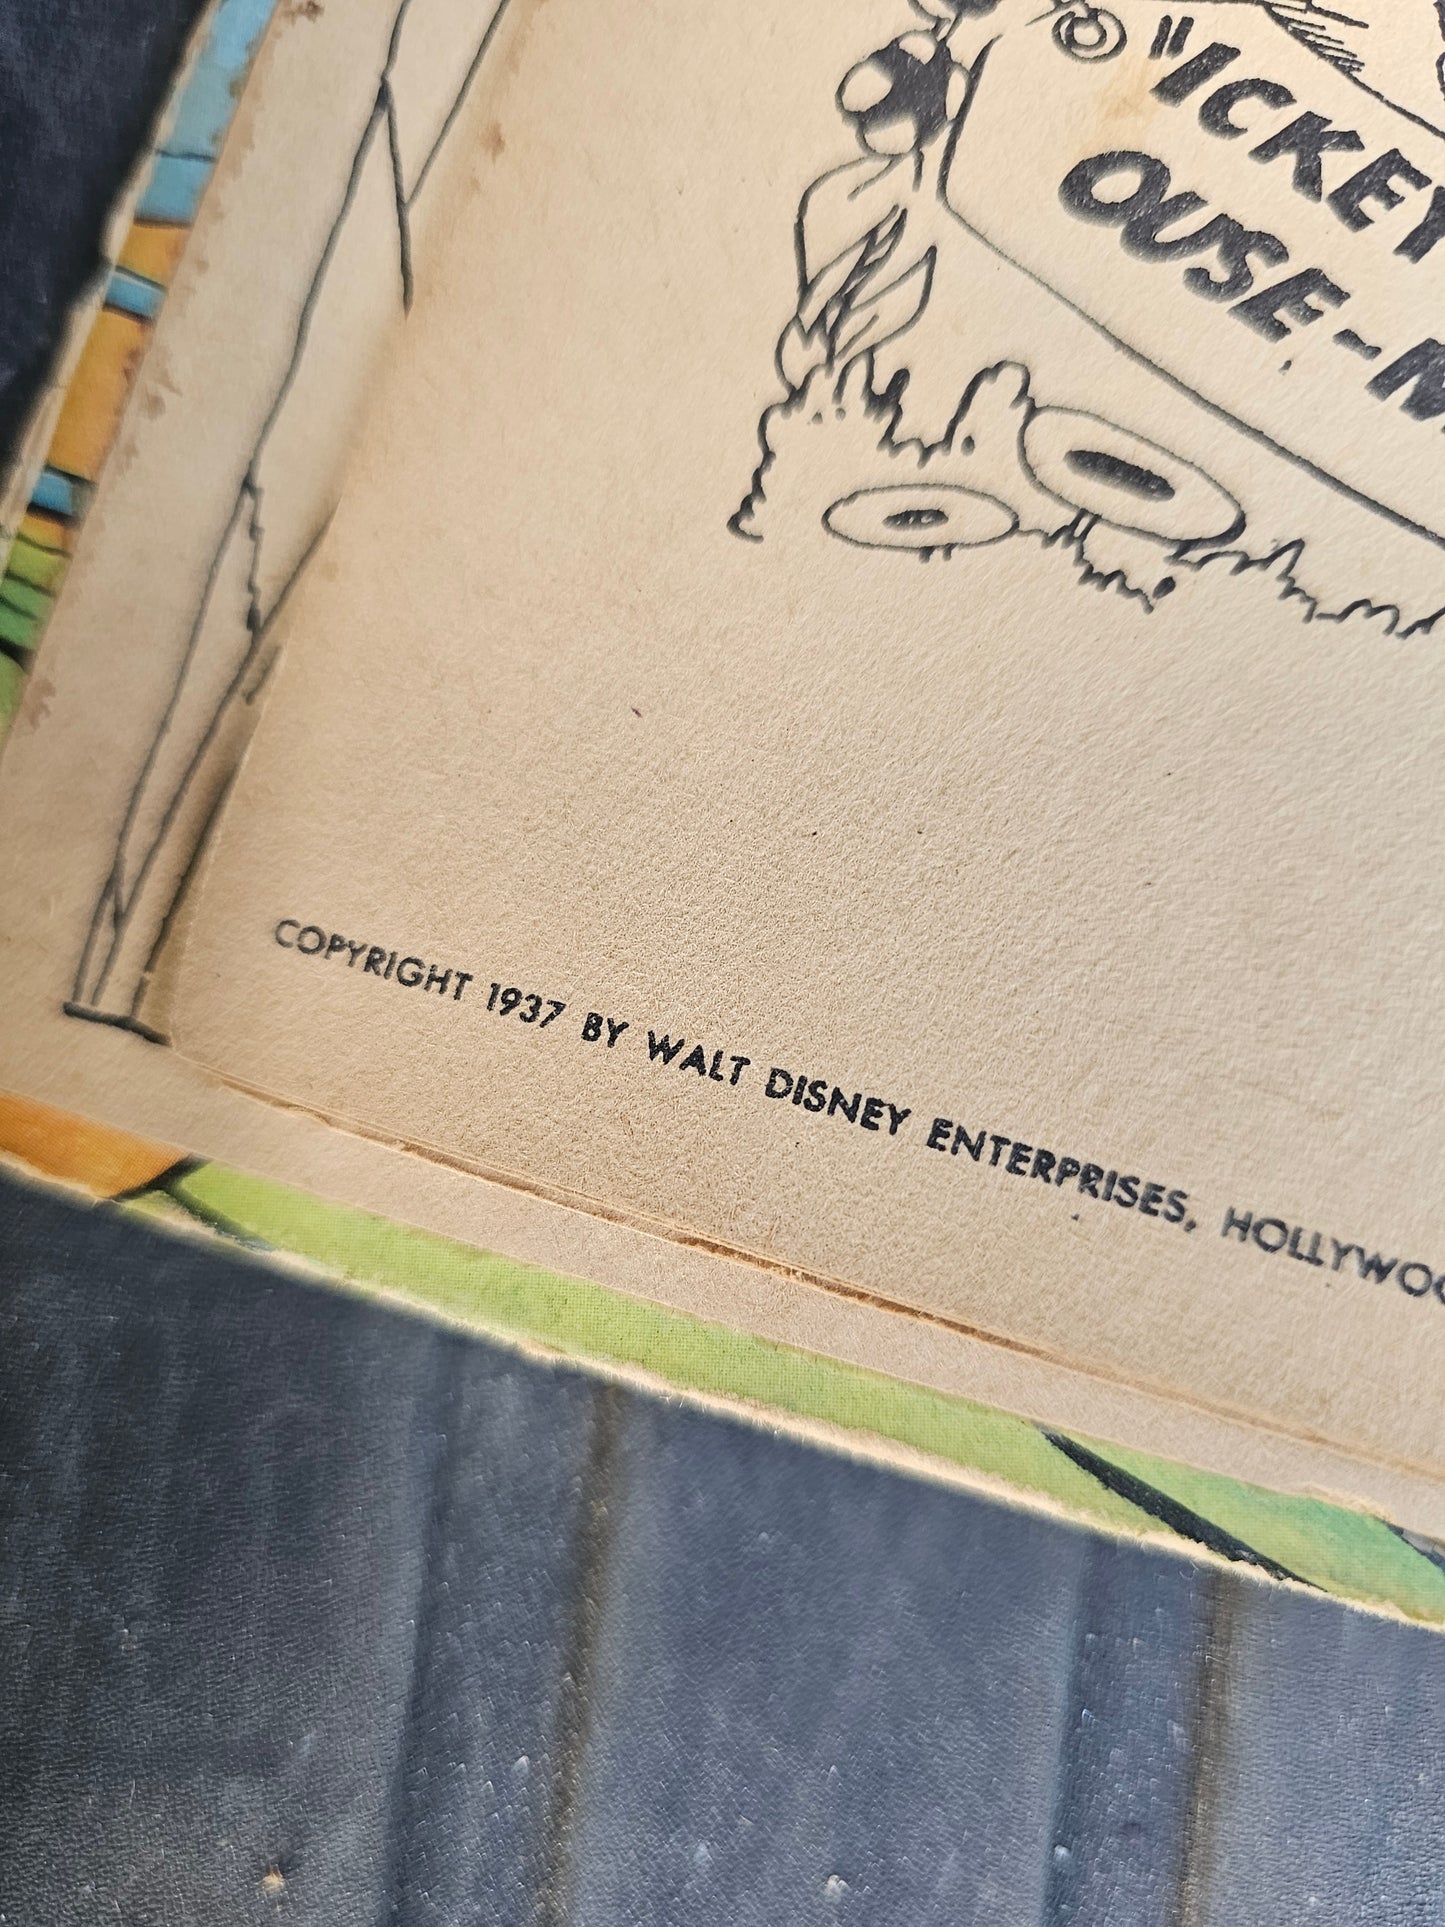 "ICKEY
OUSE-M
COPYRIGHT 1937 BY WALT DISNEY ENTERPRISES, HOLLYWOO